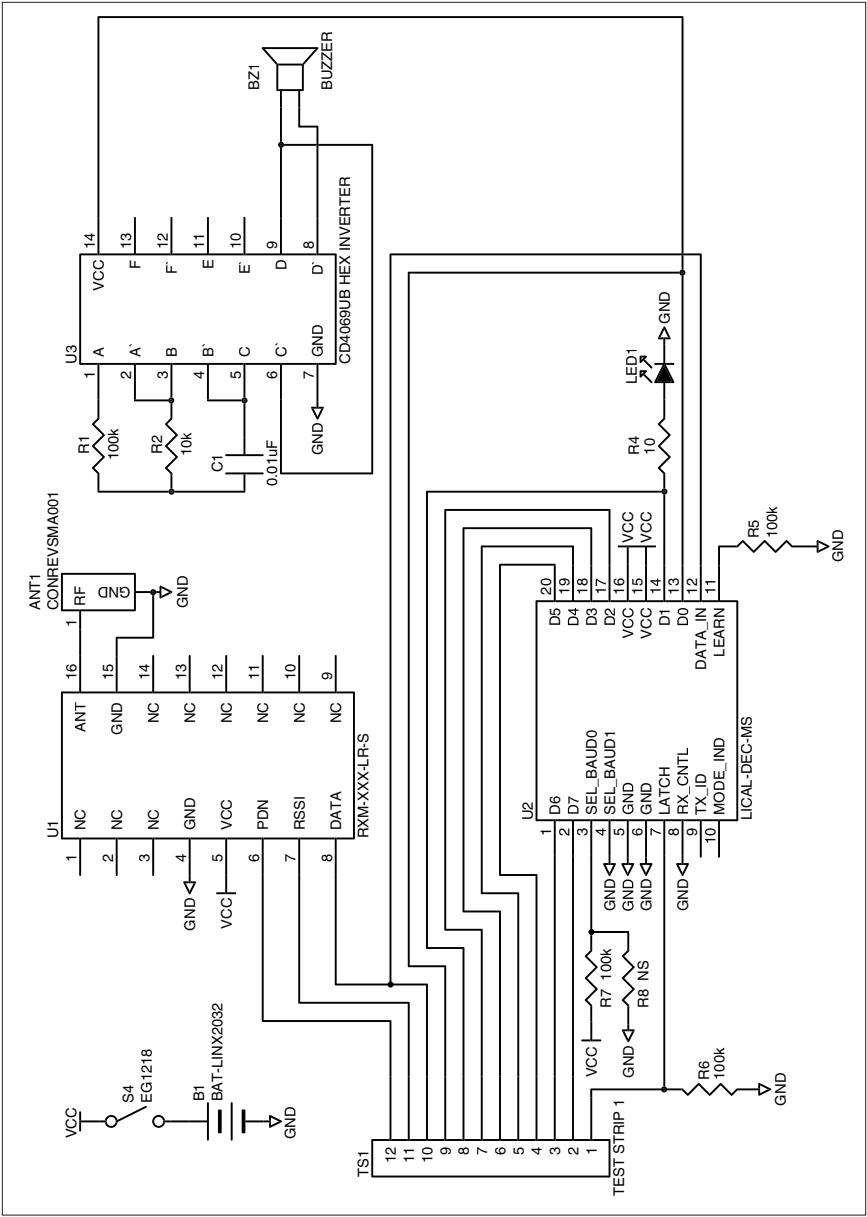 VCC
S4
EG1218
B1
BAT-LINX2032
GND
U1
1 NC
2 NC
3 NC
4 GND
5 VCC
6 PDN
7 RSSI
8 DATA
16 ANT
15 GND
14 NC
13 NC
12 NC
11 NC
10 NC
9 NC
RXM-XXX-LR-S
GND
VCC
ANT1
CONREVSMA001
1 RF
GND
GND
U3
1 A
2 A`
3 B
4 B`
5 C
6 C`
7 GND
14 VCC
13 F
12 F`
11 E
10 E`
9 D
8 D`
CD4069UB HEX INVERTER
R1
100k
R2
10k
C1
0.01uF
GND
BZ1
BUZZER
TS1
12
11
10
9
8
7
6
5
4
3
2
1
TEST STRIP 1
VCC
R7 100k
GND
R8 NS
R6
100k
GND
U2
1 D6
2 D7
3 SEL_BAUD0
4 SEL_BAUD1
5 GND
6 GND
7 LATCH
8 RX_CNTL
9 TX_ID
10 MODE_IND
20 D5
19 D4
18 D3
17 D2
16 VCC
15 VCC
14 D1
13 D0
12 DATA_IN
11 LEARN
LICAL-DEC-MS
GND
GND
GND
GND
VCC
VCC
R4
10
LED1
GND
R5
100k
GND